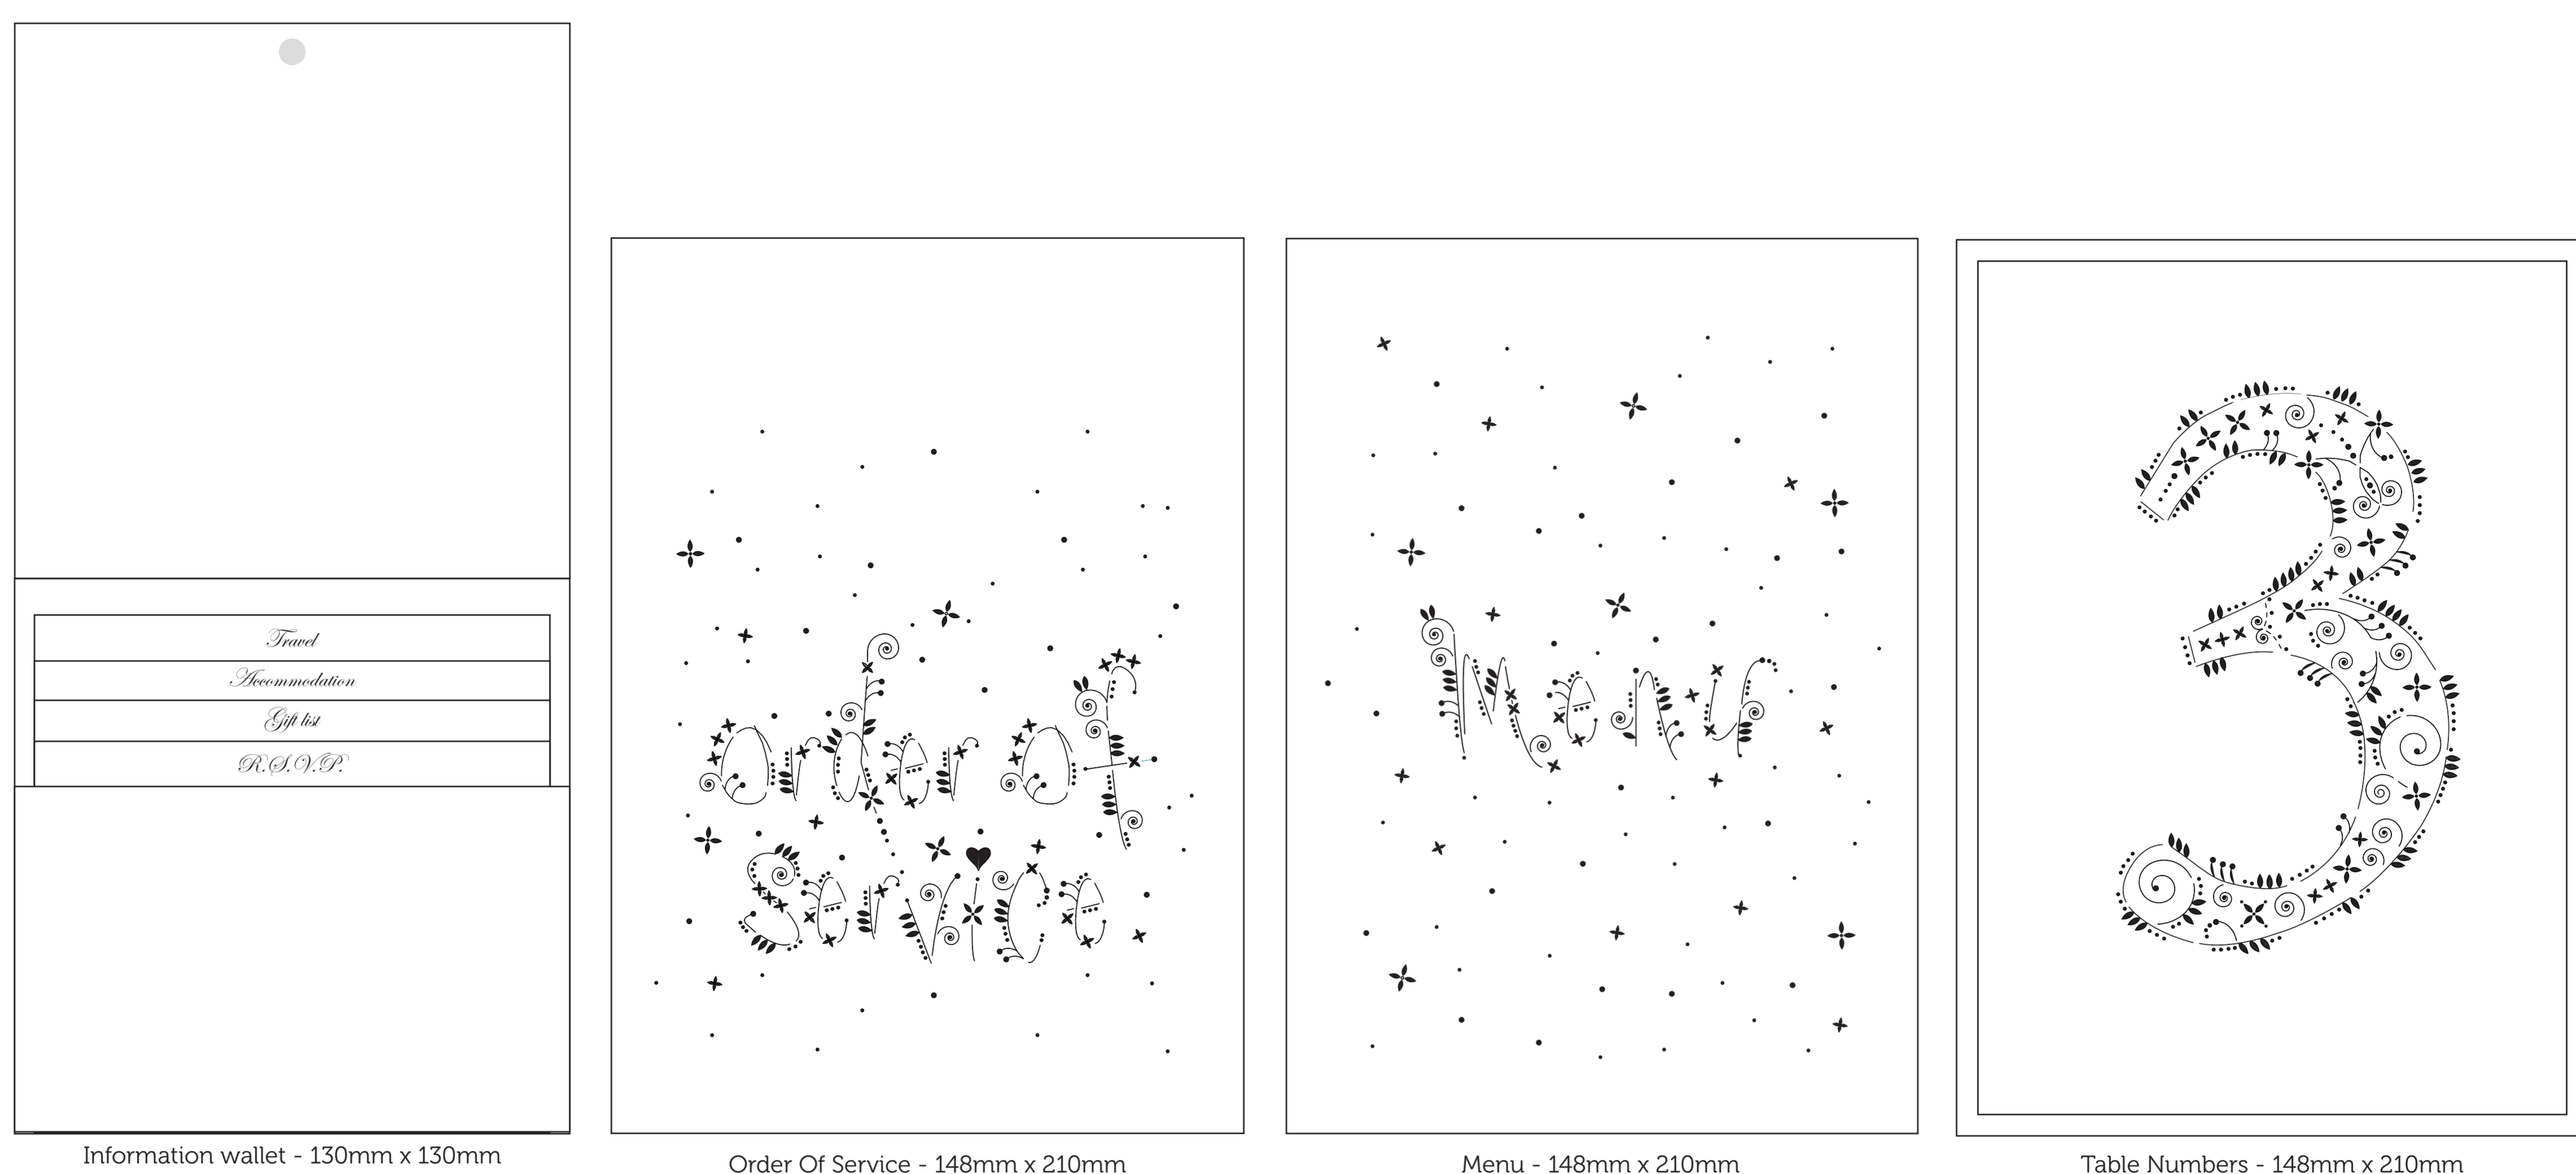 Travel
Accommodation
Gift list
R.S.V.P.
Information wallet - 130mm x 130mm
Order of
Service
Order Of Service - 148mm x 210mm
Menu
Menu - 148mm x 210mm
3
Table Numbers - 148mm x 210mm